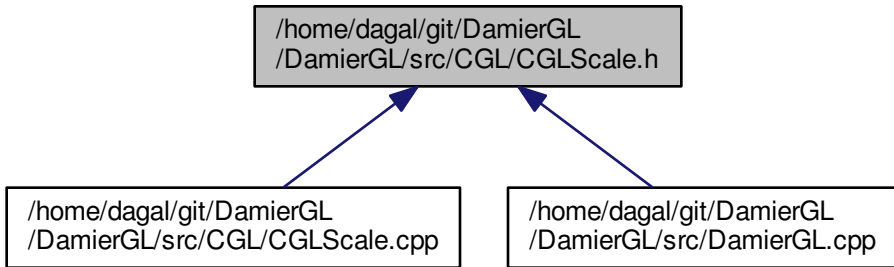 /home/dagal/git/DamierGL
/DamierGL/src/CGL/CGLScale.h
/home/dagal/git/DamierGL
/DamierGL/src/CGL/CGLScale.cpp
/home/dagal/git/DamierGL
/DamierGL/src/DamierGL.cpp